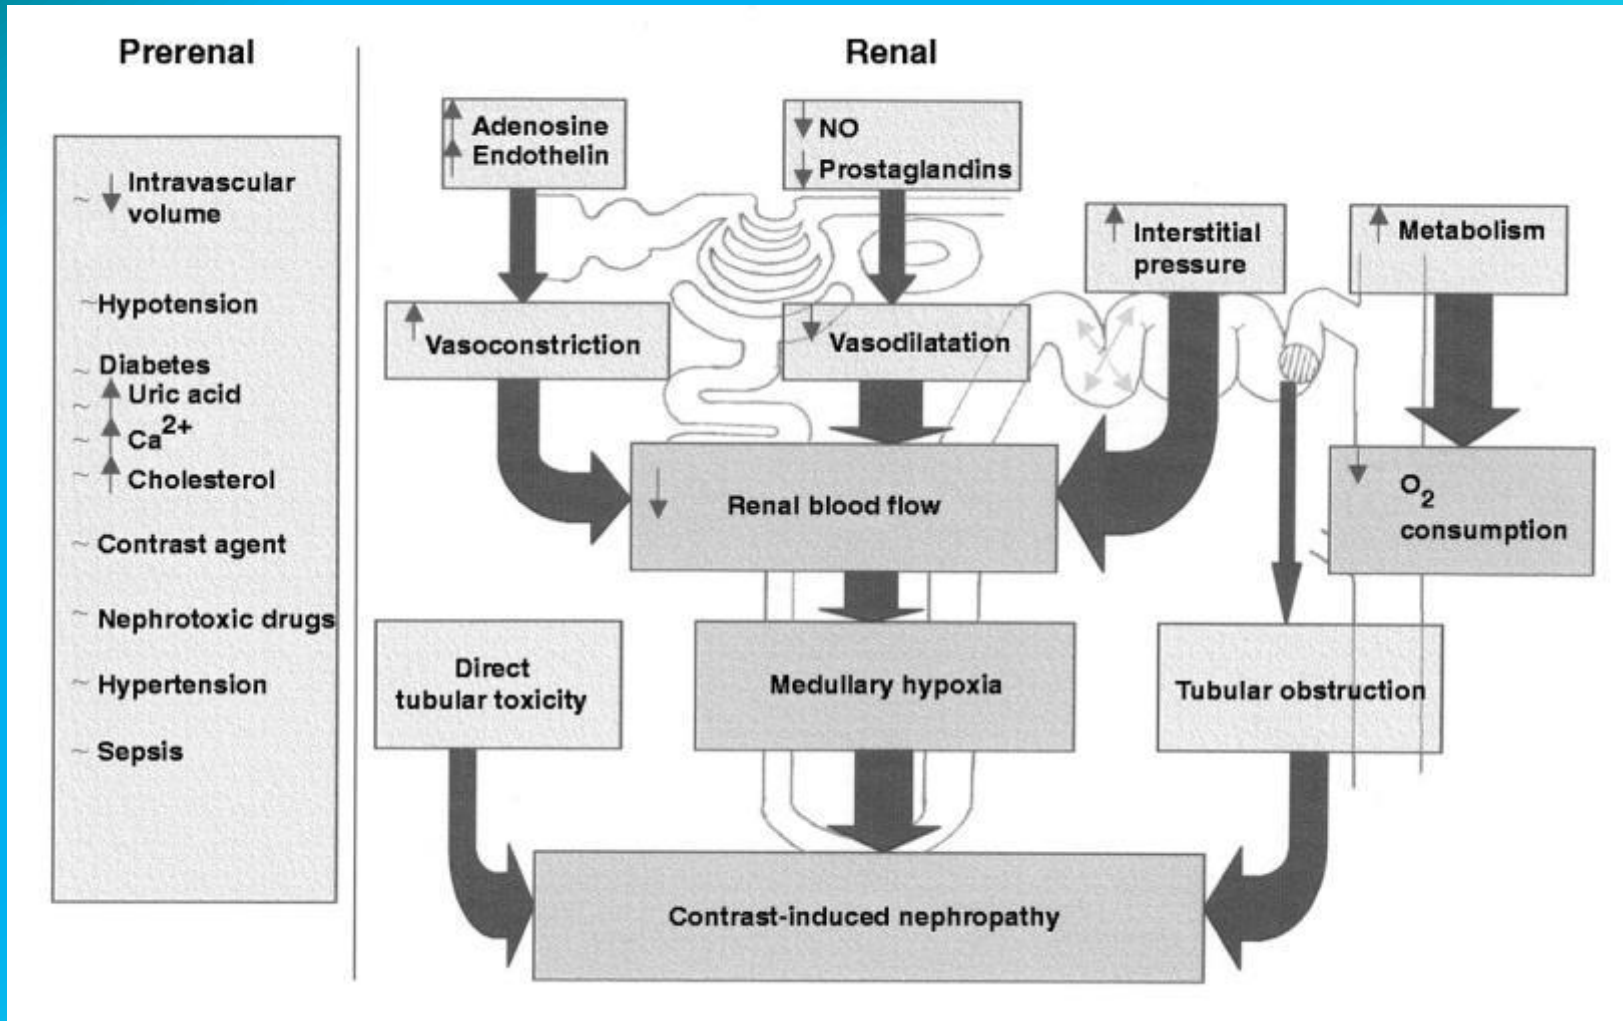 Prerenal
↓ Intravascular
volume
~ Hypotension
~ Diabetes
~ ↑ Uric acid
~ ↑ Ca2+
~ ↑ Cholesterol
~ Contrast agent
~ Nephrotoxic drugs
~ Hypertension
~ Sepsis
Renal
↑ Adenosine
↑ Endothelin
↓ NO
↓ Prostaglandins
↑ Interstitial
pressure
↑ Metabolism
↑ Vasoconstriction
↓ Vasodilatation
↓ Renal blood flow
↓ O2
consumption
Direct
tubular toxicity
Medullary hypoxia
Tubular obstruction
Contrast-induced nephropathy